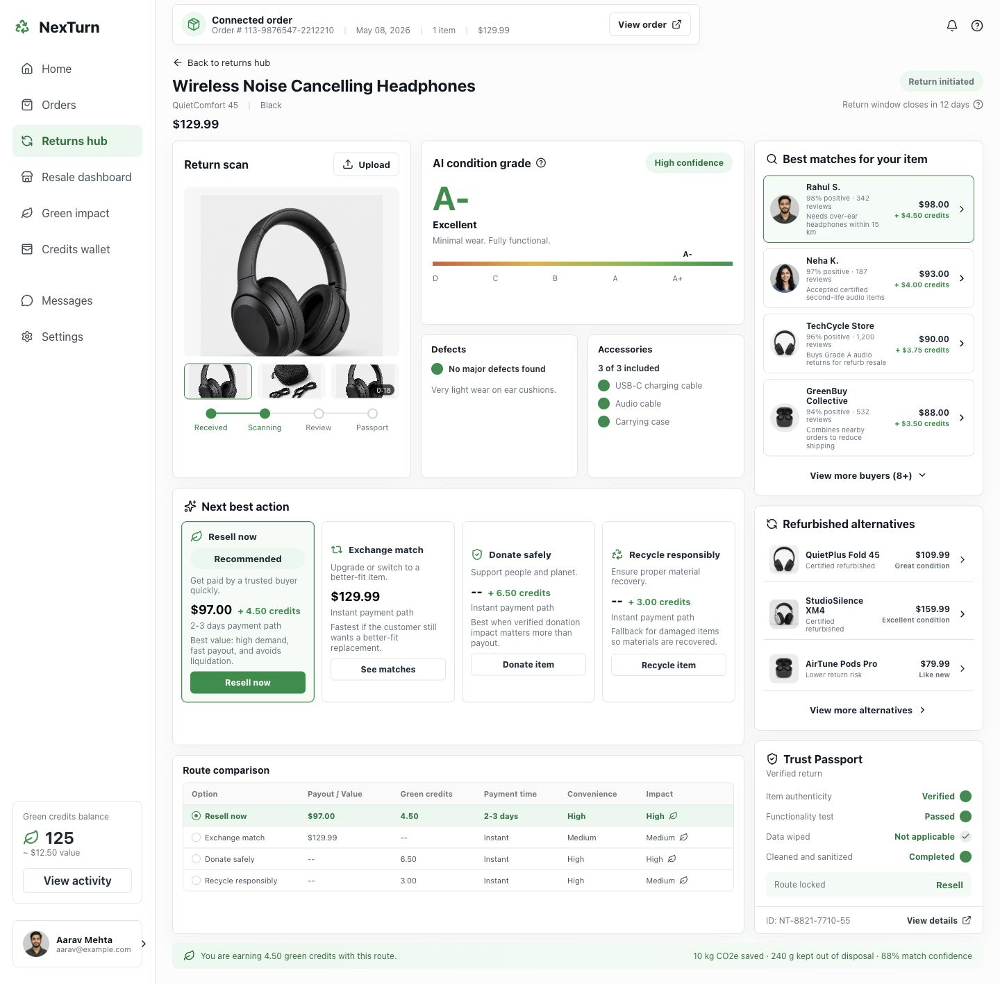 NexTurn
Home
Orders
Returns hub
Resale dashboard
Green impact
Credits wallet
Messages
Settings
Green credits balance
125
~ $12.50 value
View activity
Aarav Mehta
aarav@example.com
Connected order
Order # 113-9876547-2212210 | May 08, 2026 | 1 item | $129.99
View order
Back to returns hub
Wireless Noise Cancelling Headphones
QuietComfort 45 | Black
$129.99
Return initiated
Return window closes in 12 days
Return scan
Upload
0:18
Received Scanning Review Passport
AI condition grade
High confidence
A-
Excellent
Minimal wear. Fully functional.
A-
D C B A A+
Defects
No major defects found
Very light wear on ear cushions.
Accessories
3 of 3 included
USB-C charging cable
Audio cable
Carrying case
Best matches for your item
Rahul S.
98% positive · 342
reviews
Needs over-ear
headphones within 15
km
$98.00
+ $4.50 credits
Neha K.
97% positive · 187
reviews
Accepted certified
second-life audio items
$93.00
+ $4.00 credits
TechCycle Store
96% positive · 1,200
reviews
Buys Grade A audio
returns for refurb resale
$90.00
+ $3.75 credits
GreenBuy
Collective
94% positive · 532
reviews
Combines nearby
orders to reduce
shipping
$88.00
+ $3.50 credits
View more buyers (8+)
Next best action
Resell now
Recommended
Get paid by a trusted buyer
quickly.
$97.00 + 4.50 credits
2-3 days payment path
Best value: high demand,
fast payout, and avoids
liquidation.
Resell now
Exchange match
Upgrade or switch to a
better-fit item.
$129.99
Instant payment path
Fastest if the customer still
wants a better-fit
replacement.
See matches
Donate safely
Support people and planet.
-- + 6.50 credits
Instant payment path
Best when verified donation
impact matters more than
payout.
Donate item
Recycle responsibly
Ensure proper material
recovery.
-- + 3.00 credits
Instant payment path
Fallback for damaged items
so materials are recovered.
Recycle item
Refurbished alternatives
QuietPlus Fold 45
Certified refurbished
$109.99
Great condition
StudioSilence
XM4
Certified
refurbished
$159.99
Excellent condition
AirTune Pods Pro
Lower return risk
$79.99
Like new
View more alternatives
Route comparison
Option Payout / Value Green credits Payment time Convenience Impact
Resell now $97.00 4.50 2-3 days High High
Exchange match $129.99 -- Instant Medium Medium
Donate safely -- 6.50 Instant High High
Recycle responsibly -- 3.00 Instant High Medium
Trust Passport
Verified return
Item authenticity Verified
Functionality test Passed
Data wiped Not applicable
Cleaned and sanitized Completed
Route locked Resell
ID: NT-8821-7710-55 View details
You are earning 4.50 green credits with this route.
10 kg CO2e saved · 240 g kept out of disposal · 88% match confidence